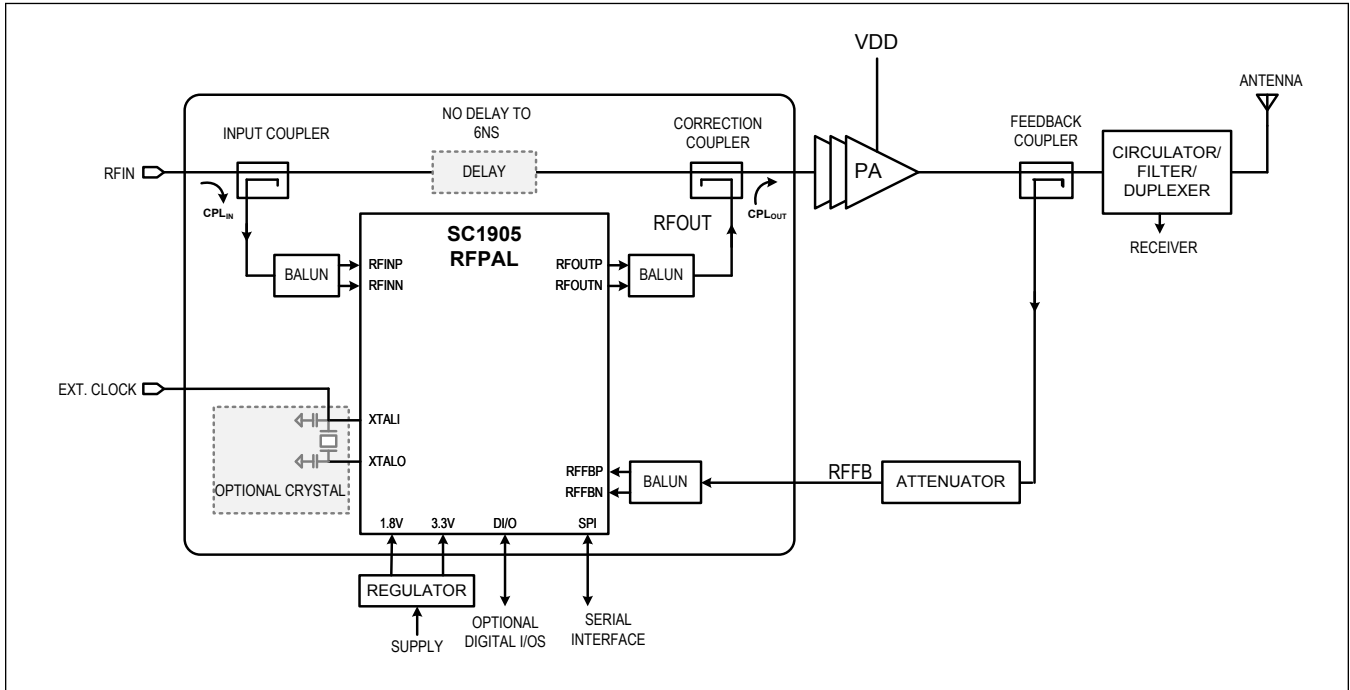 VDD
ANTENNA
NO DELAY TO
6NS
INPUT COUPLER
CORRECTION
COUPLER
FEEDBACK
COUPLER
RFIN
DELAY
PA
CIRCULATOR/
FILTER/
DUPLEXER
CPLIN
CPLOUT
RECEIVER
SC1905
RFPAL
RFOUT
BALUN
RFINP
RFINN
RFOUTP
RFOUTN
BALUN
EXT. CLOCK
XTALI
XTALO
OPTIONAL CRYSTAL
RFFBP
RFFBN
BALUN
RFFB
ATTENUATOR
1.8V
3.3V
DI/O
SPI
REGULATOR
SUPPLY
OPTIONAL
DIGITAL I/OS
SERIAL
INTERFACE